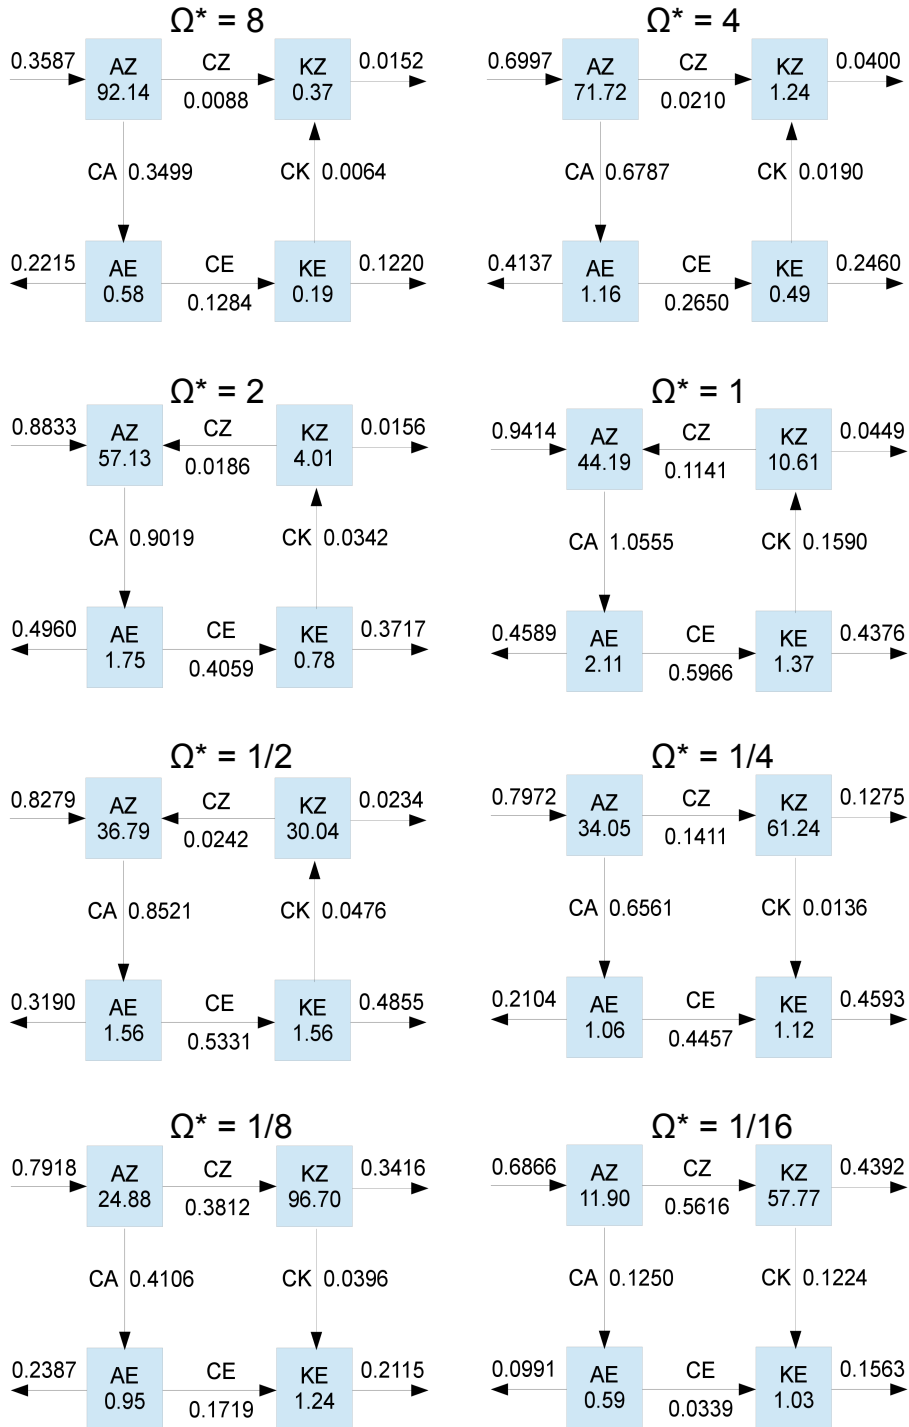 Ω* = 8
0.3587 AZ CZ KZ 0.0152
92.14 0.0088 0.37
CA 0.3499 CK 0.0064
0.2215 AE CE KE 0.1220
0.58 0.1284 0.19
Ω* = 4
0.6997 AZ CZ KZ 0.0400
71.72 0.0210 1.24
CA 0.6787 CK 0.0190
0.4137 AE CE KE 0.2460
1.16 0.2650 0.49
Ω* = 2
0.8833 AZ CZ KZ 0.0156
57.13 0.0186 4.01
CA 0.9019 CK 0.0342
0.4960 AE CE KE 0.3717
1.75 0.4059 0.78
Ω* = 1
0.9414 AZ CZ KZ 0.0449
44.19 0.1141 10.61
CA 1.0555 CK 0.1590
0.4589 AE CE KE 0.4376
2.11 0.5966 1.37
Ω* = 1/2
0.8279 AZ CZ KZ 0.0234
36.79 0.0242 30.04
CA 0.8521 CK 0.0476
0.3190 AE CE KE 0.4855
1.56 0.5331 1.56
Ω* = 1/4
0.7972 AZ CZ KZ 0.1275
34.05 0.1411 61.24
CA 0.6561 CK 0.0136
0.2104 AE CE KE 0.4593
1.06 0.4457 1.12
Ω* = 1/8
0.7918 AZ CZ KZ 0.3416
24.88 0.3812 96.70
CA 0.4106 CK 0.0396
0.2387 AE CE KE 0.2115
0.95 0.1719 1.24
Ω* = 1/16
0.6866 AZ CZ KZ 0.4392
11.90 0.5616 57.77
CA 0.1250 CK 0.1224
0.0991 AE CE KE 0.1563
0.59 0.0339 1.03